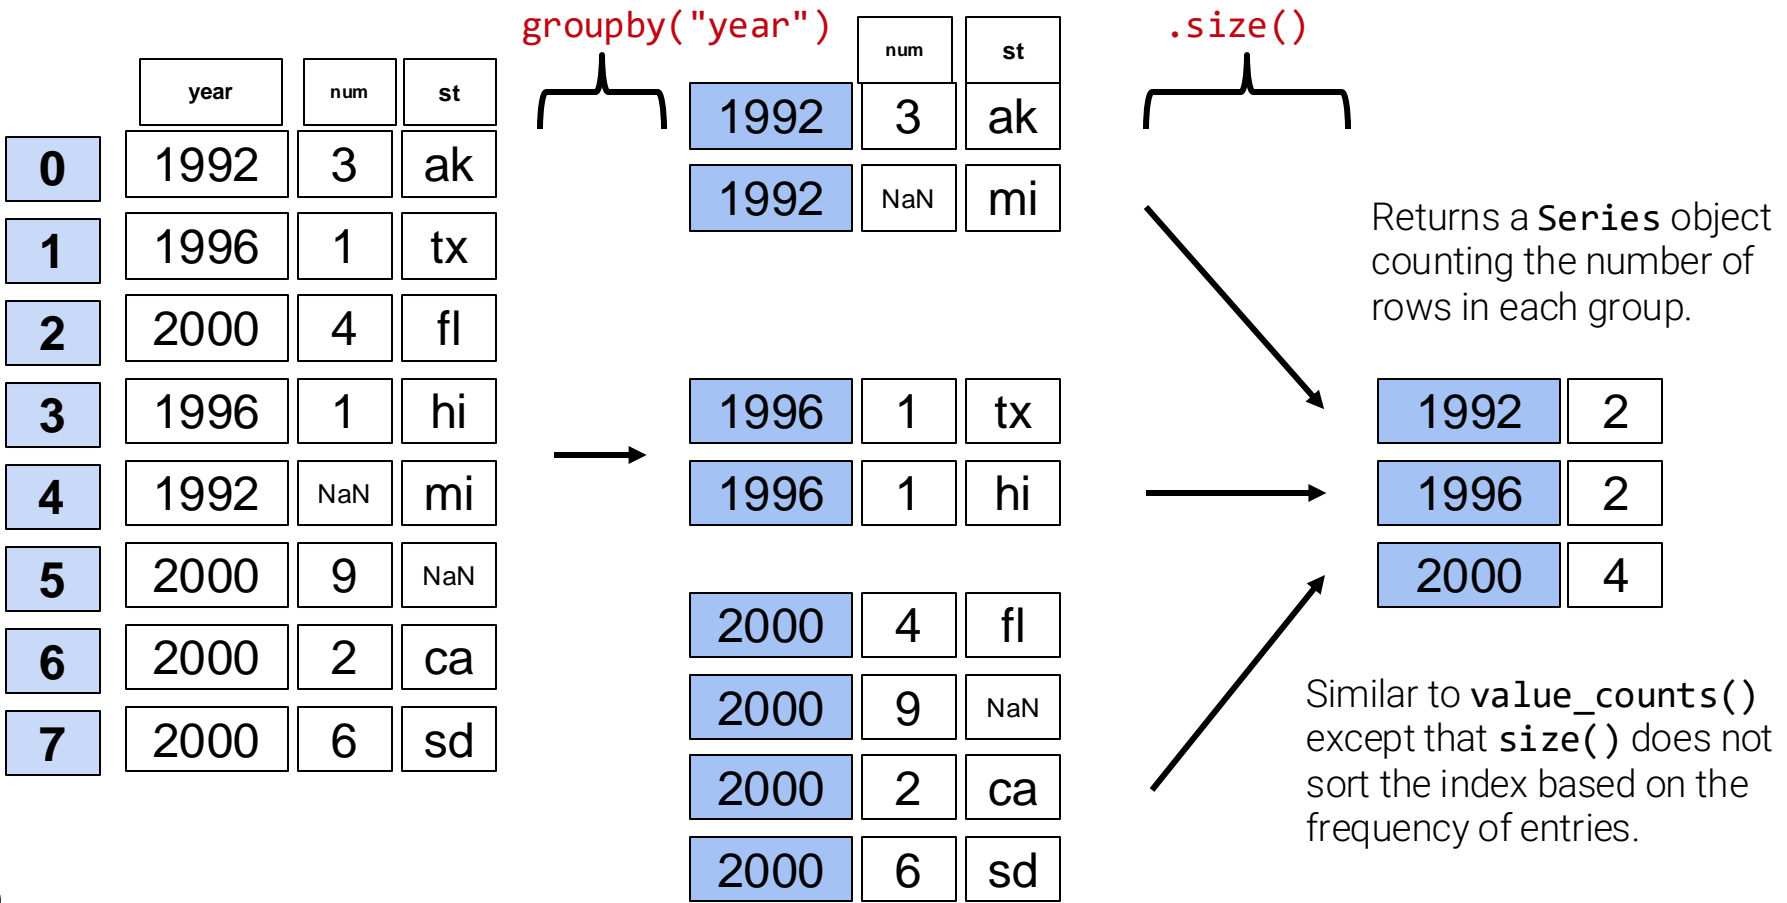 groupby("year")
.size()
year num st
0 1992 3 ak
1 1996 1 tx
2 2000 4 fl
3 1996 1 hi
4 1992 NaN mi
5 2000 9 NaN
6 2000 2 ca
7 2000 6 sd
num st
1992 3 ak
1992 NaN mi
1996 1 tx
1996 1 hi
2000 4 fl
2000 9 NaN
2000 2 ca
2000 6 sd
Returns a Series object
counting the number of
rows in each group.
1992 2
1996 2
2000 4
Similar to value_counts()
except that size() does not
sort the index based on the
frequency of entries.